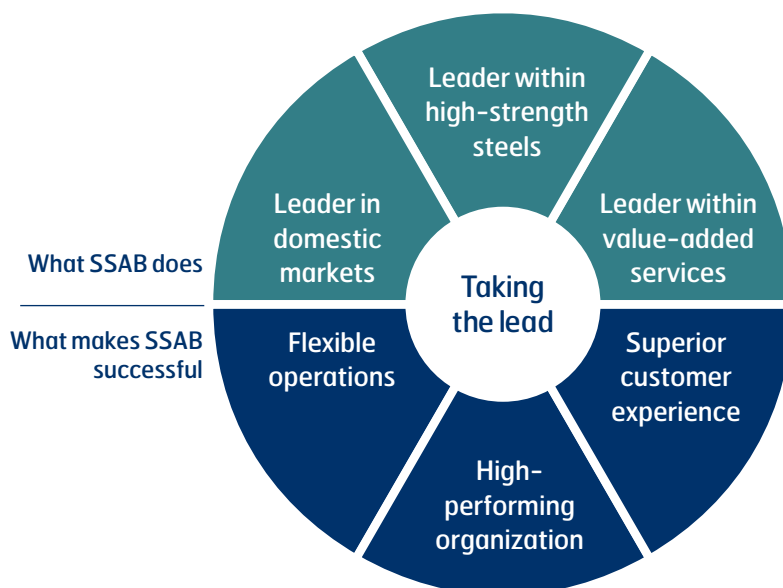 Leader within
high-strength
steels
Leader in
domestic
markets
Leader within
value-added
services
What SSAB does
Taking
the lead
What makes SSAB
successful
Flexible
operations
Superior
customer
experience
High-
performing
organization